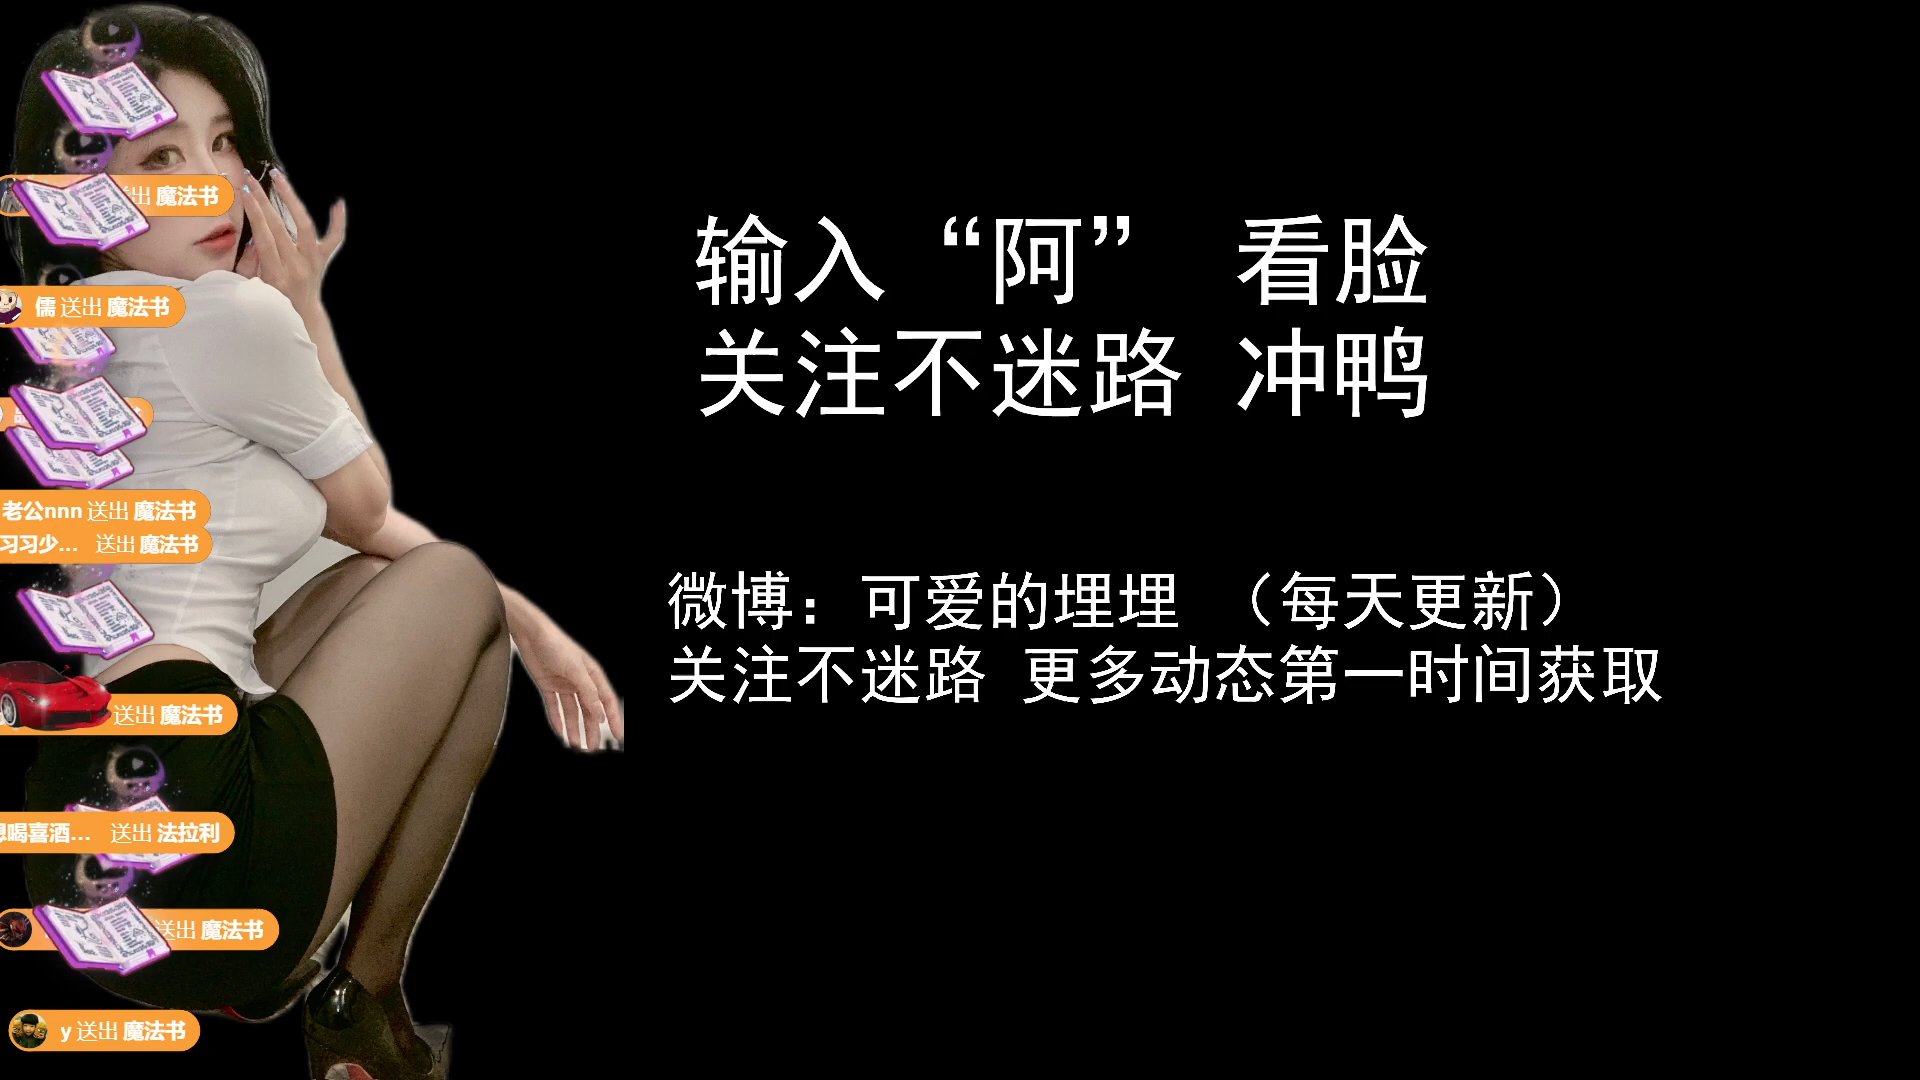 输入“阿” 看脸
关注不迷路 冲鸭
微博：可爱的埋埋 （每天更新）
关注不迷路 更多动态第一时间获取
送出 魔法书
儒 送出 魔法书
老公nnn 送出 魔法书
习习少... 送出 魔法书
送出 魔法书
想喝喜酒... 送出 法拉利
送出 魔法书
y 送出 魔法书